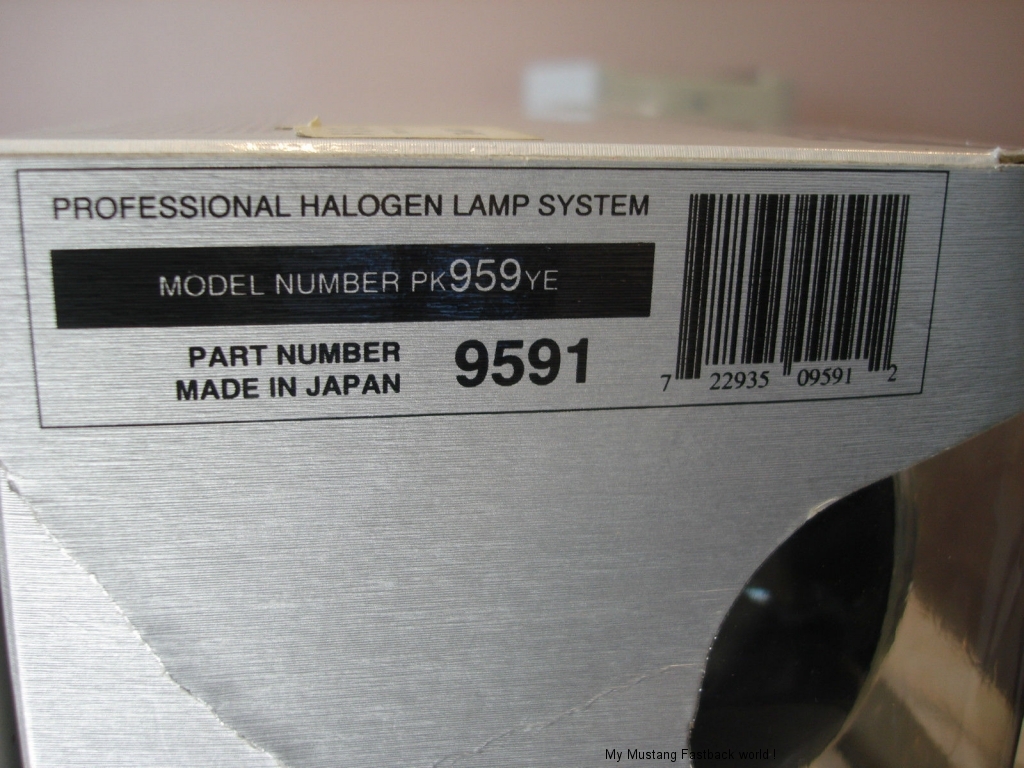 PROFESSIONAL HALOGEN LAMP SYSTEM
MODEL NUMBER PK959YE
PART NUMBER 9591
MADE IN JAPAN
7 22935 09591 2
My Mustang Fastback world !